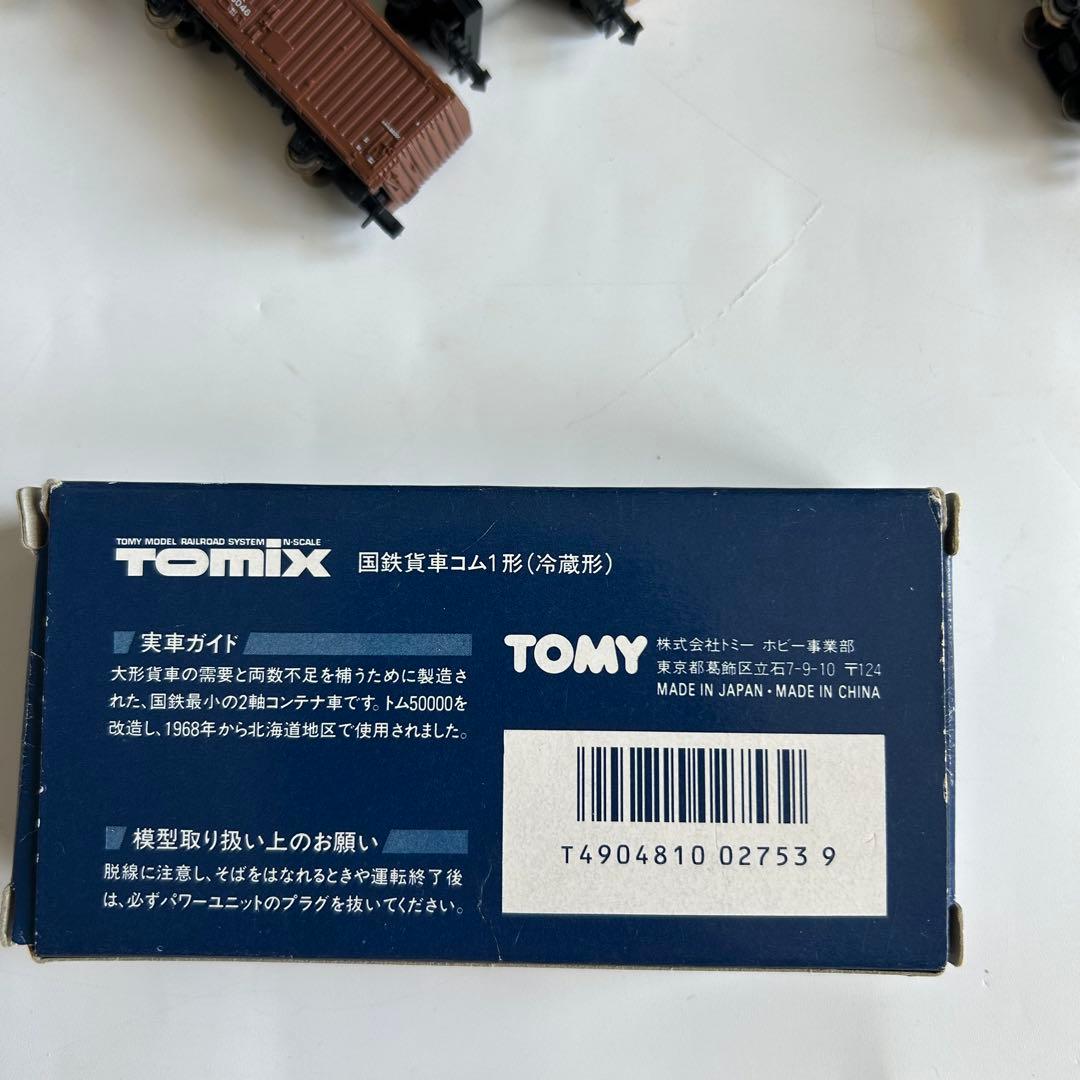 TOMY MODEL RAILROAD SYSTEM N-SCALE
TOMIX 国鉄貨車コム1形(冷蔵形)
実車ガイド
大形貨車の需要と両数不足を補うために製造さ
れた、国鉄最小の2軸コンテナ車です。トム50000を
改造し、1968年から北海道地区で使用されました。
模型取り扱い上のお願い
脱線に注意し、そばをはなれるときや運転終了後
は、必ずパワーユニットのプラグを抜いてください。
TOMY 株式会社トミー ホビー事業部
東京都葛飾区立石7-9-10 〒124
MADE IN JAPAN・MADE IN CHINA
T4904810 02753 9